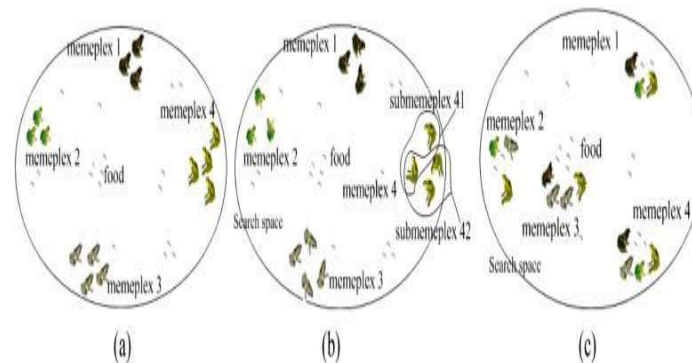 memeplex 1
memeplex 4
memeplex 2
food
memeplex 3
(a)
memeplex 1
submemeplex 41
memeplex 2
food
memeplex 4
Search space
submemeplex 42
memeplex 3
(b)
memeplex 1
memeplex 2
food
memeplex 3
memeplex 4
Search space
(c)